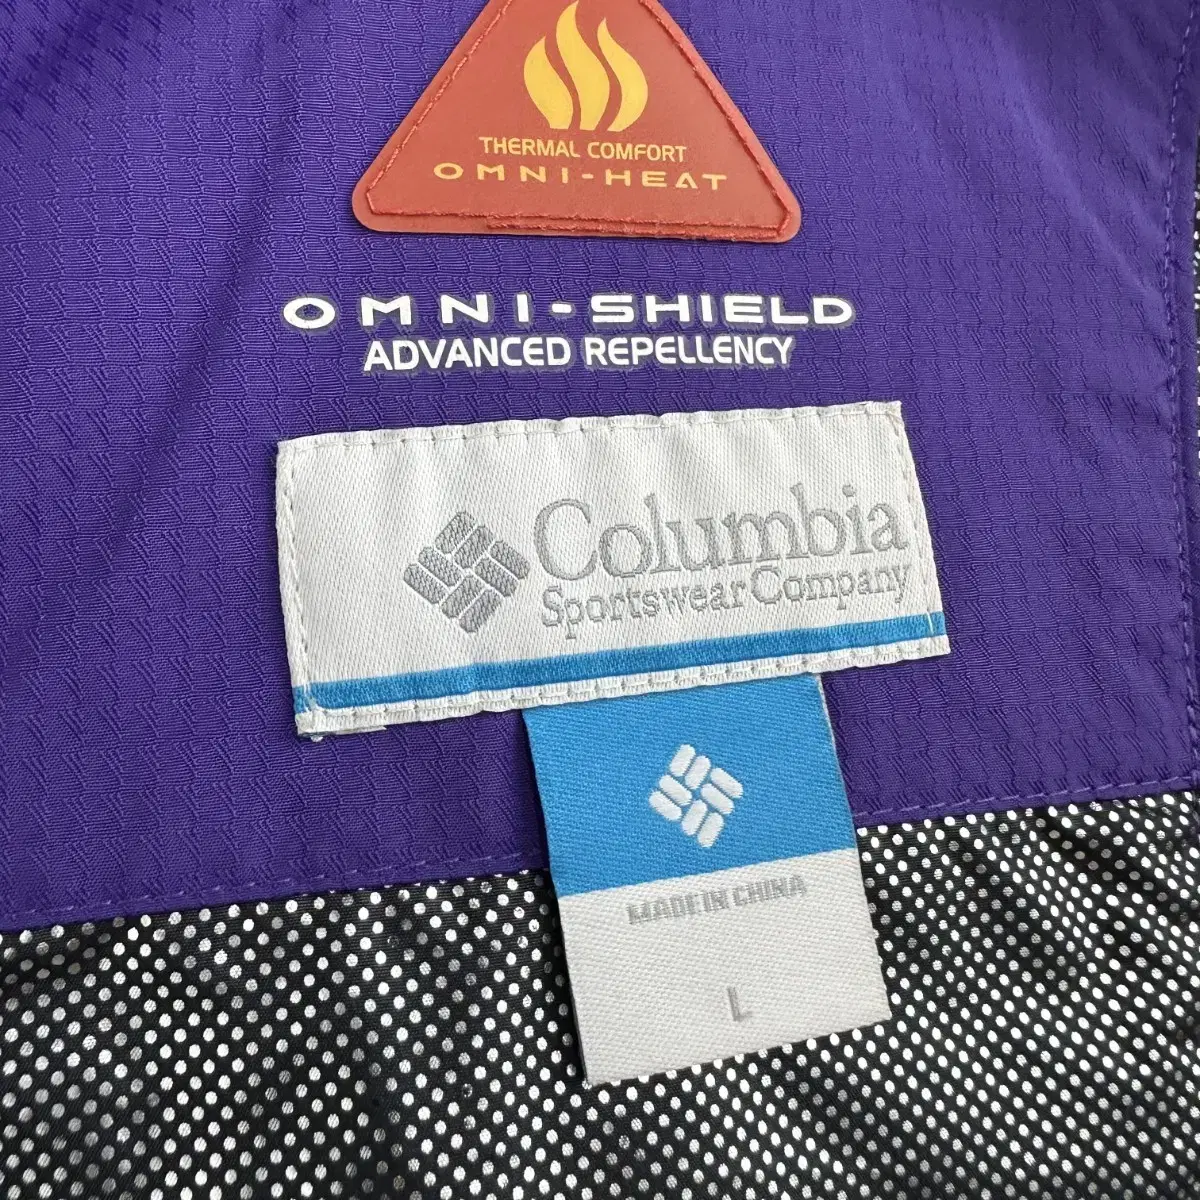 THERMAL COMFORT
OMNI-HEAT
OMNI-SHIELD
ADVANCED REPELLENCY
Columbia
Sportswear Company
MADE IN CHINA
L